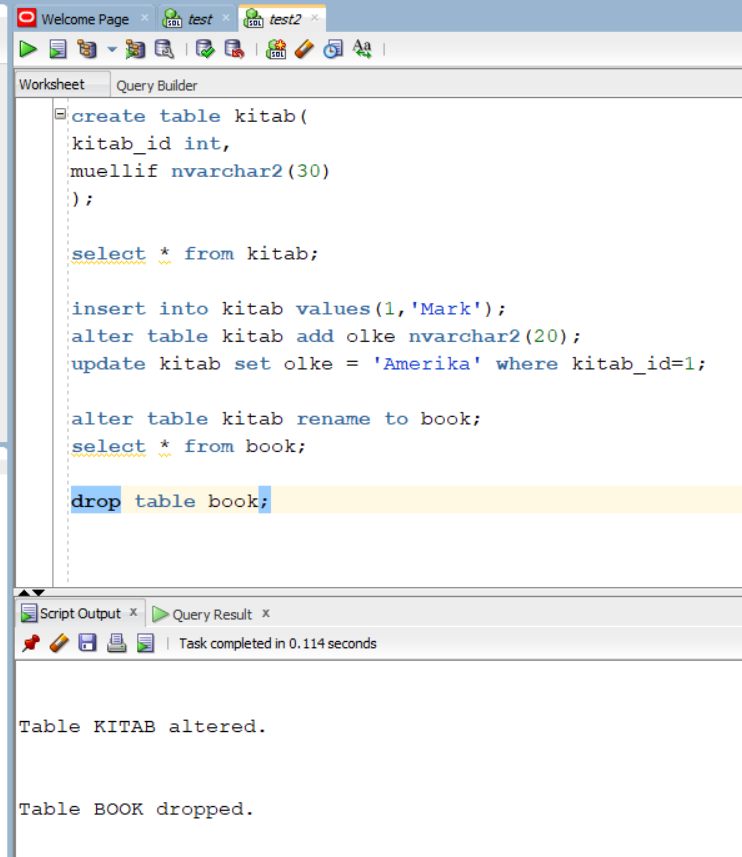 Welcome Page × test × test2 ×
Worksheet Query Builder
create table kitab(
kitab_id int,
muellif nvarchar2(30)
);
select * from kitab;
insert into kitab values(1,'Mark');
alter table kitab add olke nvarchar2(20);
update kitab set olke = 'Amerika' where kitab_id=1;
alter table kitab rename to book;
select * from book;
drop table book;
Script Output x Query Result x
Task completed in 0.114 seconds
Table KITAB altered.
Table BOOK dropped.